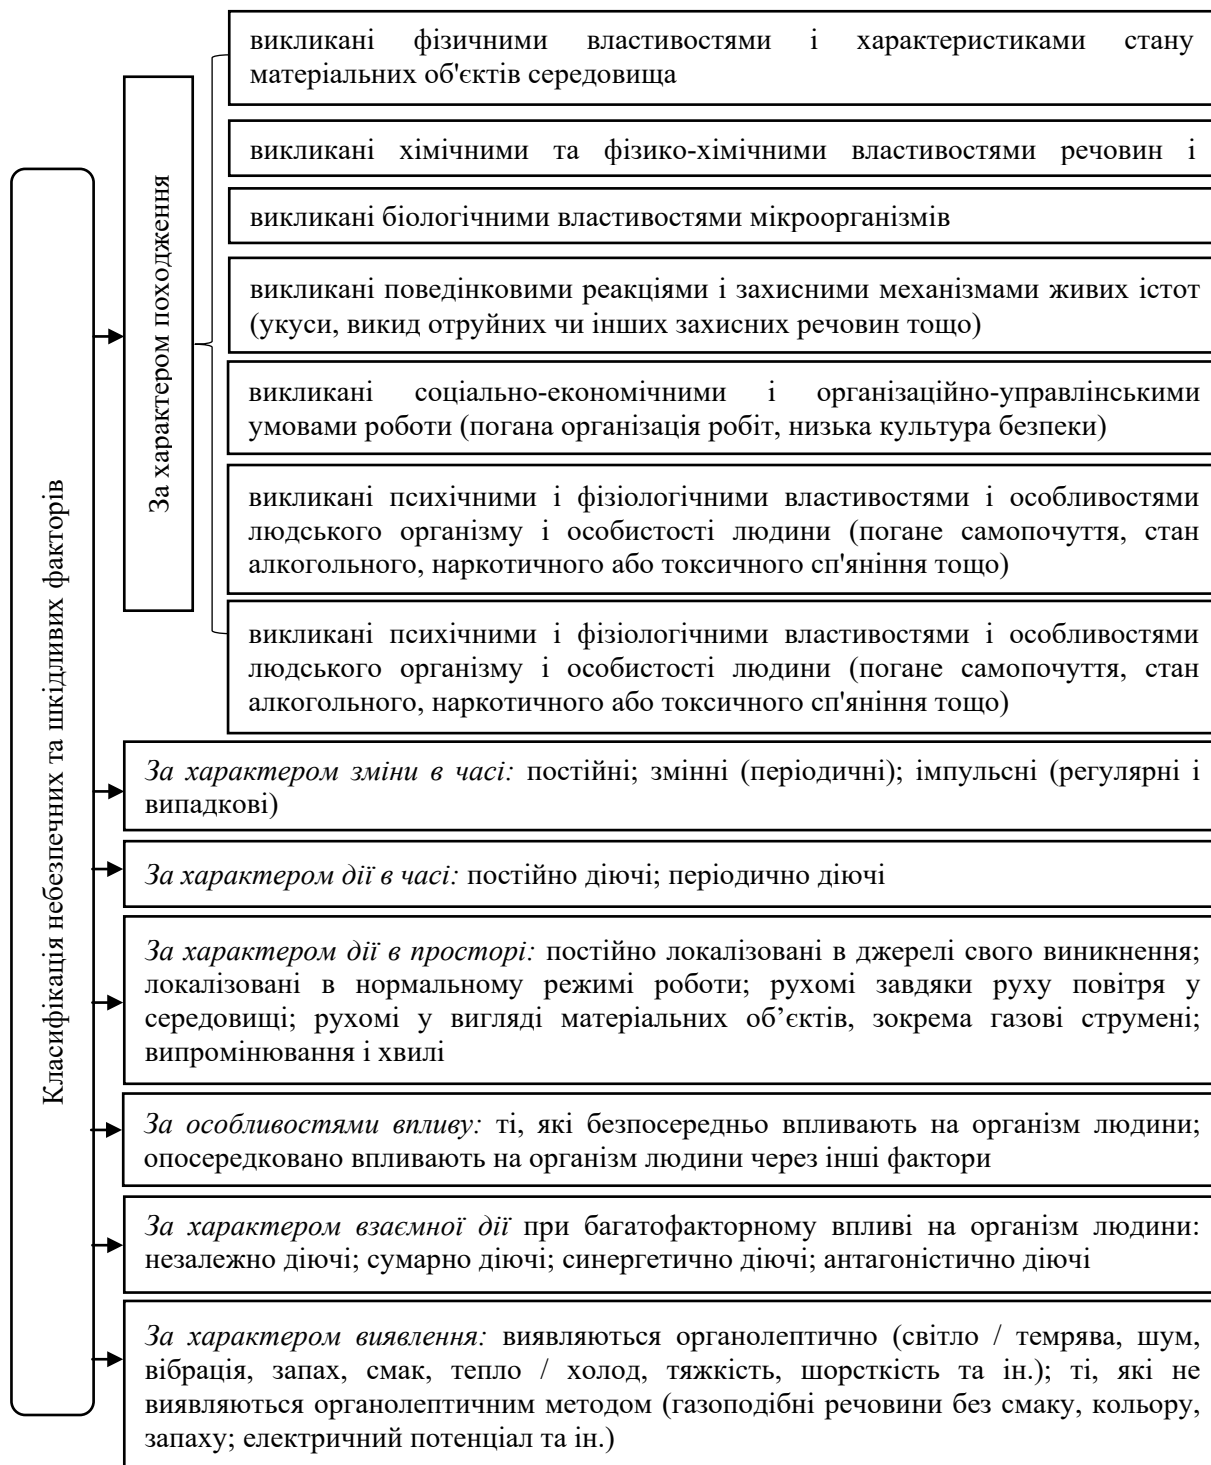 Класифікація небезпечних та шкідливих факторів
За характером походження
викликані фізичними властивостями і характеристиками стану
матеріальних об'єктів середовища
викликані хімічними та фізико-хімічними властивостями речовин і
викликані біологічними властивостями мікроорганізмів
викликані поведінковими реакціями і захисними механізмами живих істот
(укуси, викид отруйних чи інших захисних речовин тощо)
викликані соціально-економічними і організаційно-управлінськими
умовами роботи (погана організація робіт, низька культура безпеки)
викликані психічними і фізіологічними властивостями і особливостями
людського організму і особистості людини (погане самопочуття, стан
алкогольного, наркотичного або токсичного сп'яніння тощо)
викликані психічними і фізіологічними властивостями і особливостями
людського організму і особистості людини (погане самопочуття, стан
алкогольного, наркотичного або токсичного сп'яніння тощо)
За характером зміни в часі: постійні; змінні (періодичні); імпульсні (регулярні і
випадкові)
За характером дії в часі: постійно діючі; періодично діючі
За характером дії в просторі: постійно локалізовані в джерелі свого виникнення;
локалізовані в нормальному режимі роботи; рухомі завдяки руху повітря у
середовищі; рухомі у вигляді матеріальних об’єктів, зокрема газові струмені;
випромінювання і хвилі
За особливостями впливу: ті, які безпосередньо впливають на організм людини;
опосередковано впливають на організм людини через інші фактори
За характером взаємної дії при багатофакторному впливі на організм людини:
незалежно діючі; сумарно діючі; синергетично діючі; антагоністично діючі
За характером виявлення: виявляються органолептично (світло / темрява, шум,
вібрація, запах, смак, тепло / холод, тяжкість, шорсткість та ін.); ті, які не
виявляються органолептичним методом (газоподібні речовини без смаку, кольору,
запаху; електричний потенціал та ін.)